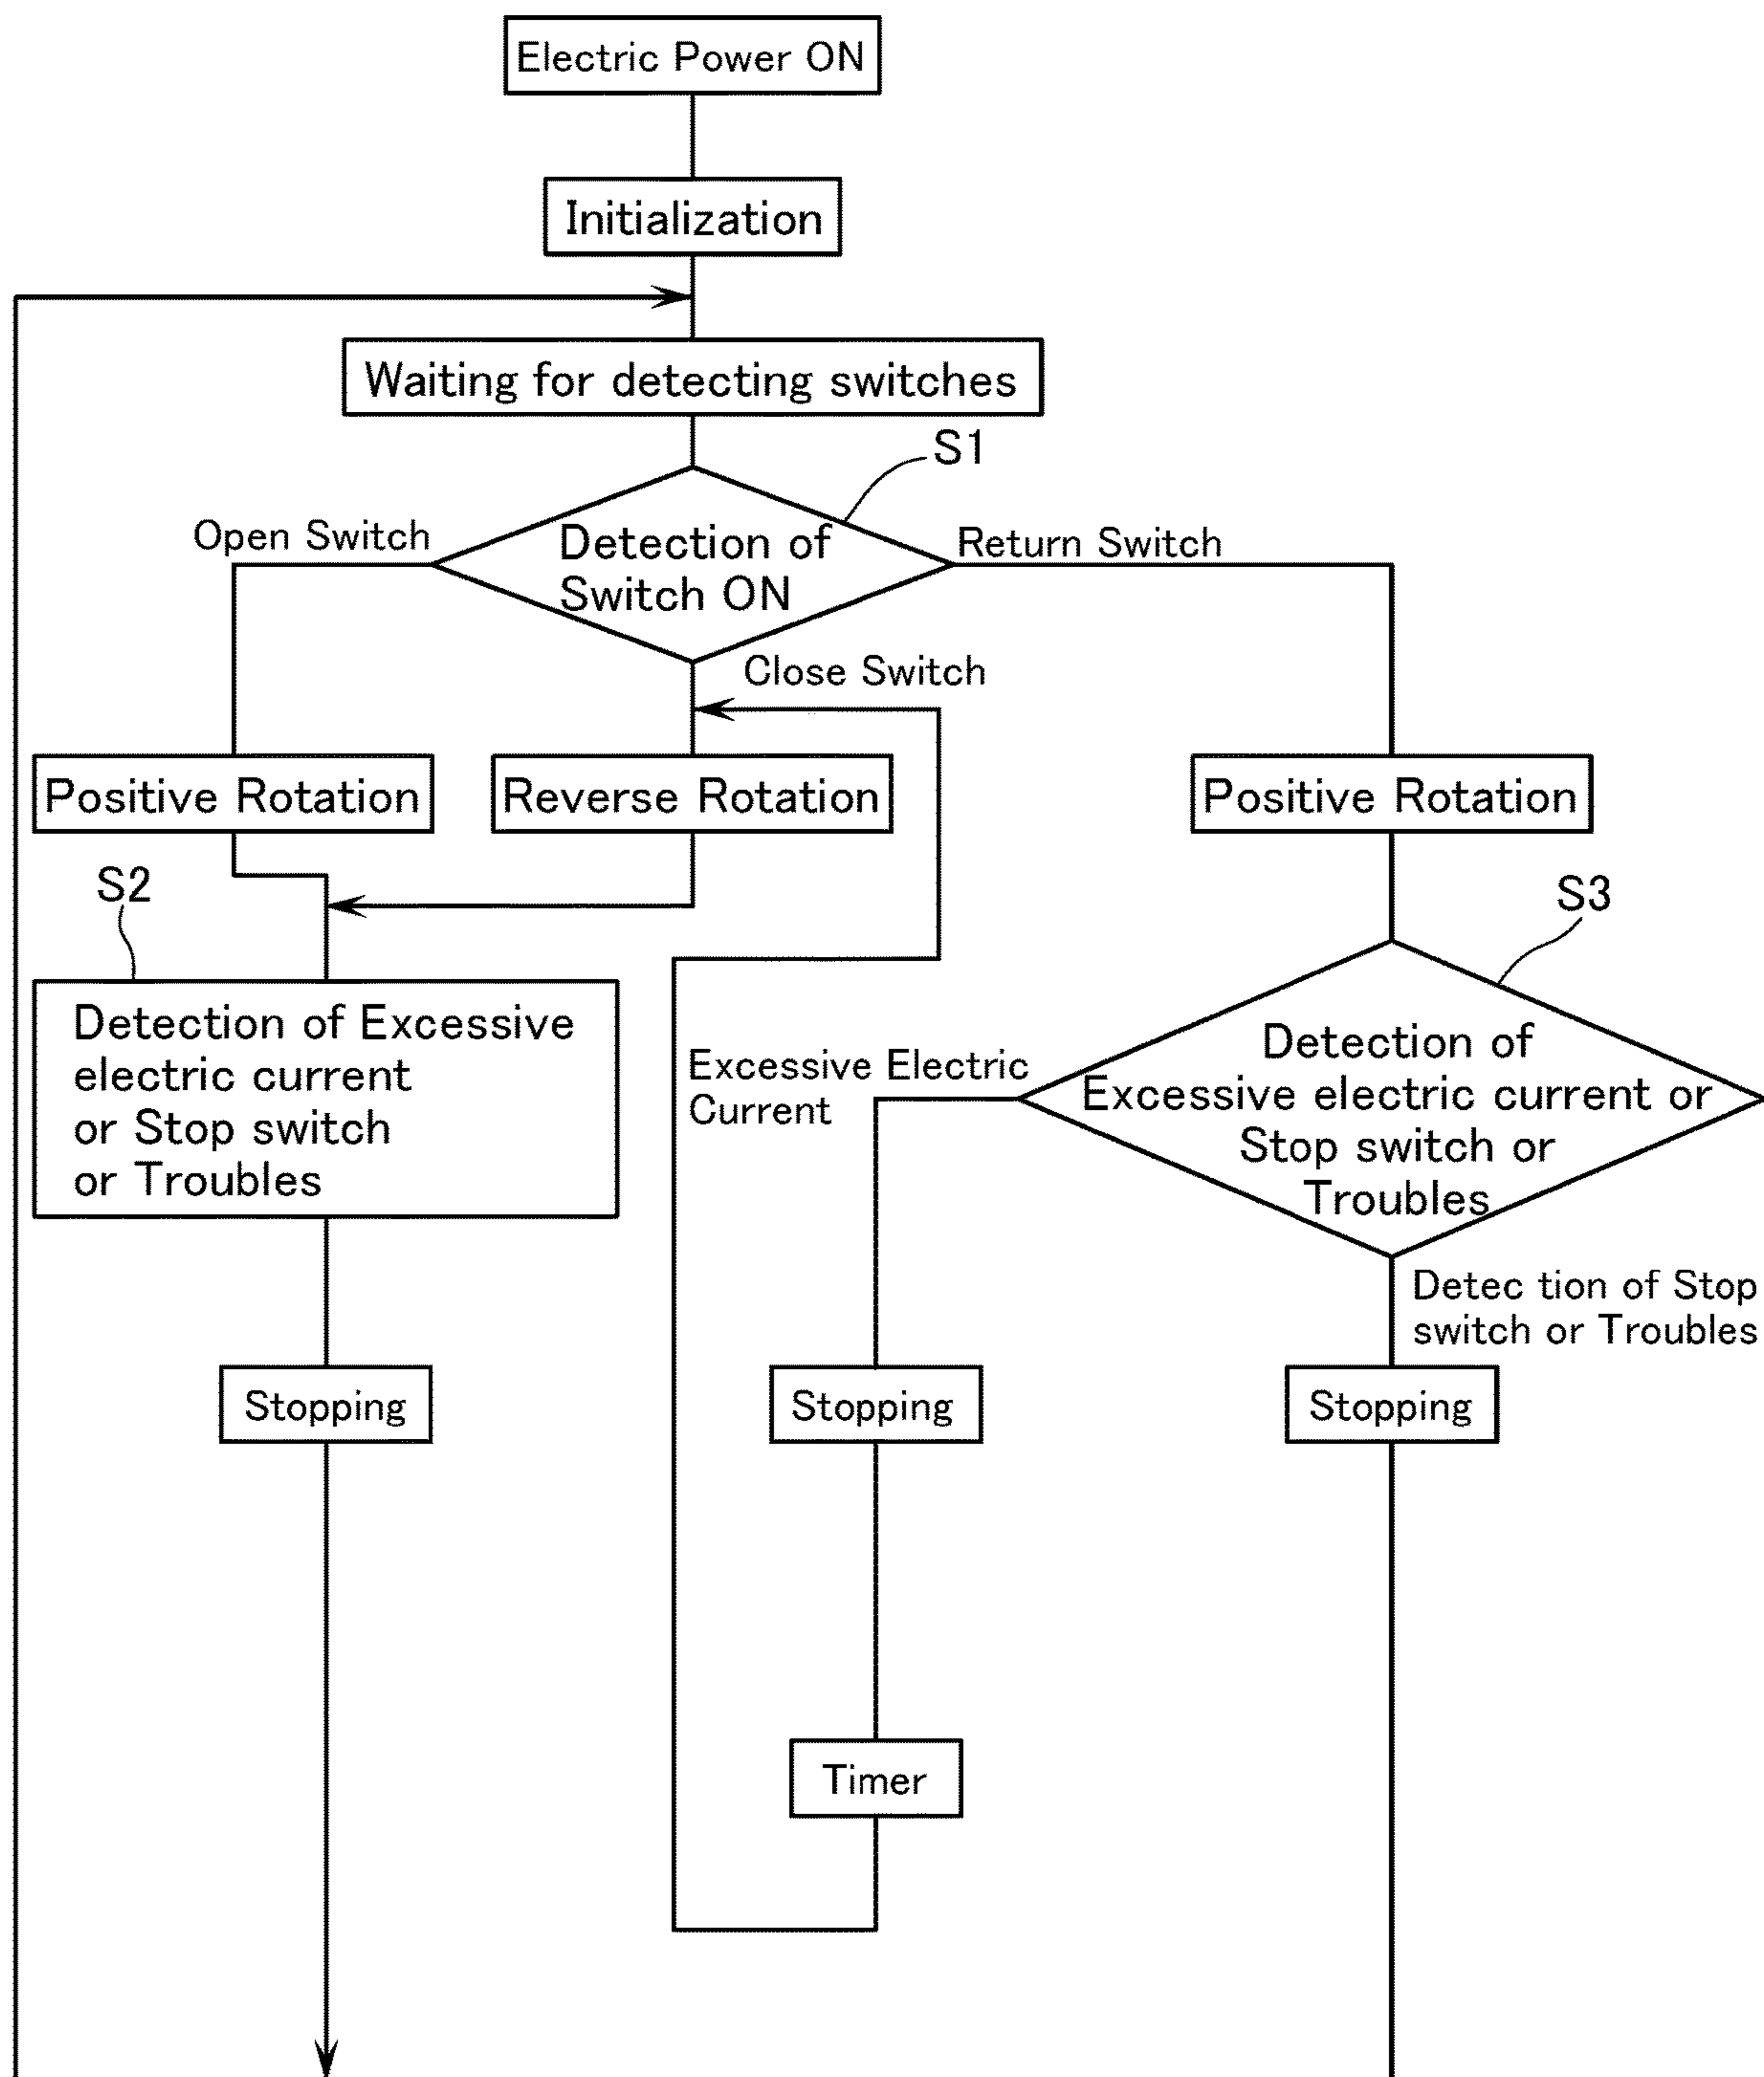 Electric Power ON
Initialization
Waiting for detecting switches
S1
Open Switch
Detection of
Switch ON
Return Switch
Close Switch
Positive Rotation
Reverse Rotation
Positive Rotation
S2
S3
Detection of Excessive
electric current
or Stop switch
or Troubles
Excessive Electric
Current
Detection of
Excessive electric current or
Stop switch or
Troubles
Detec tion of Stop
switch or Troubles
Stopping
Stopping
Stopping
Timer